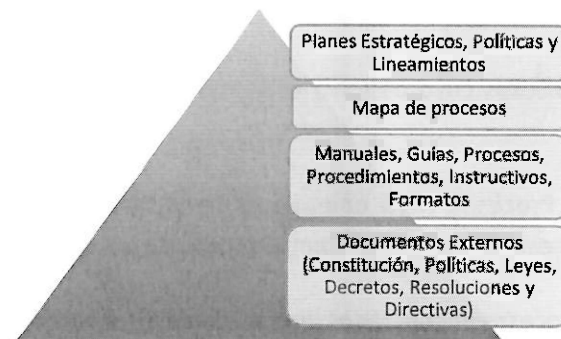 Planes Estratégicos, Políticas y
Lineamientos
Mapa de procesos
Manuales, Guías, Procesos,
Procedimientos, Instructivos,
Formatos
Documentos Externos
(Constitución, Políticas, Leyes,
Decretos, Resoluciones y
Directivas)